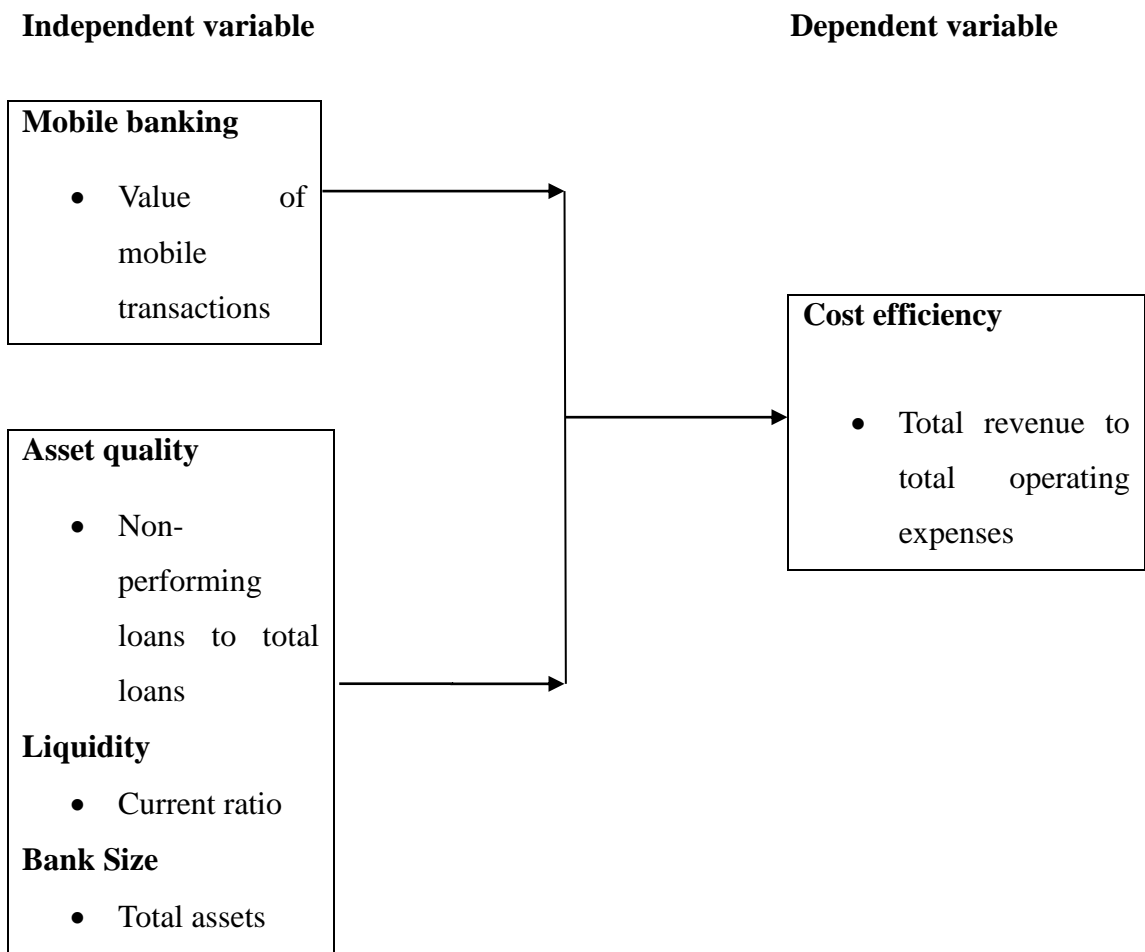 Independent variable
Dependent variable
Mobile banking
• Value of
mobile
transactions
Asset quality
• Non-
performing
loans to total
loans
Liquidity
• Current ratio
Bank Size
• Total assets
Cost efficiency
• Total revenue to
total operating
expenses